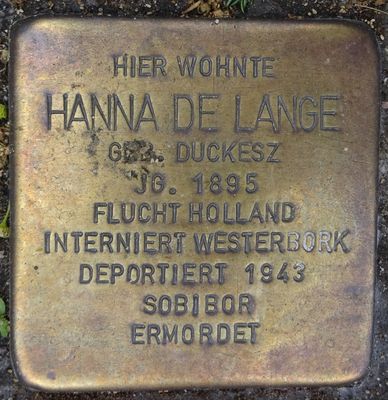 HIER WOHNTE
HANNA DE LANGE
GEB. DUCKESZ
JG. 1895
FLUCHT HOLLAND
INTERNIERT WESTERBORK
DEPORTIERT 1943
SOBIBOR
ERMORDET